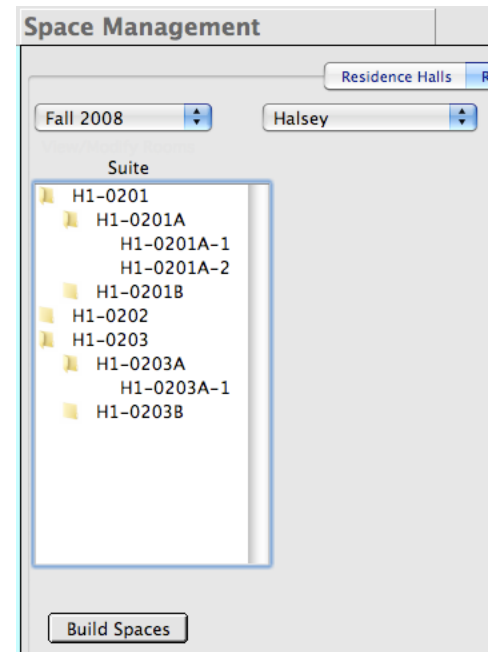 Space Management
Residence Halls
Fall 2008
Halsey
Suite
H1-0201
H1-0201A
H1-0201A-1
H1-0201A-2
H1-0201B
H1-0202
H1-0203
H1-0203A
H1-0203A-1
H1-0203B
Build Spaces